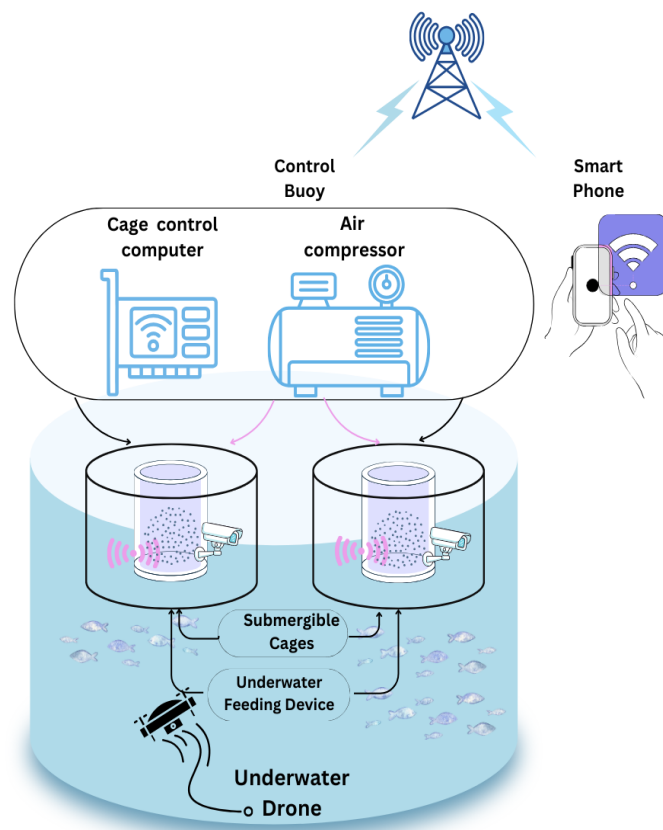 Control
Buoy
Smart
Phone
Cage control
computer
Air
compressor
Submergible
Cages
Underwater
Feeding Device
Underwater
Drone